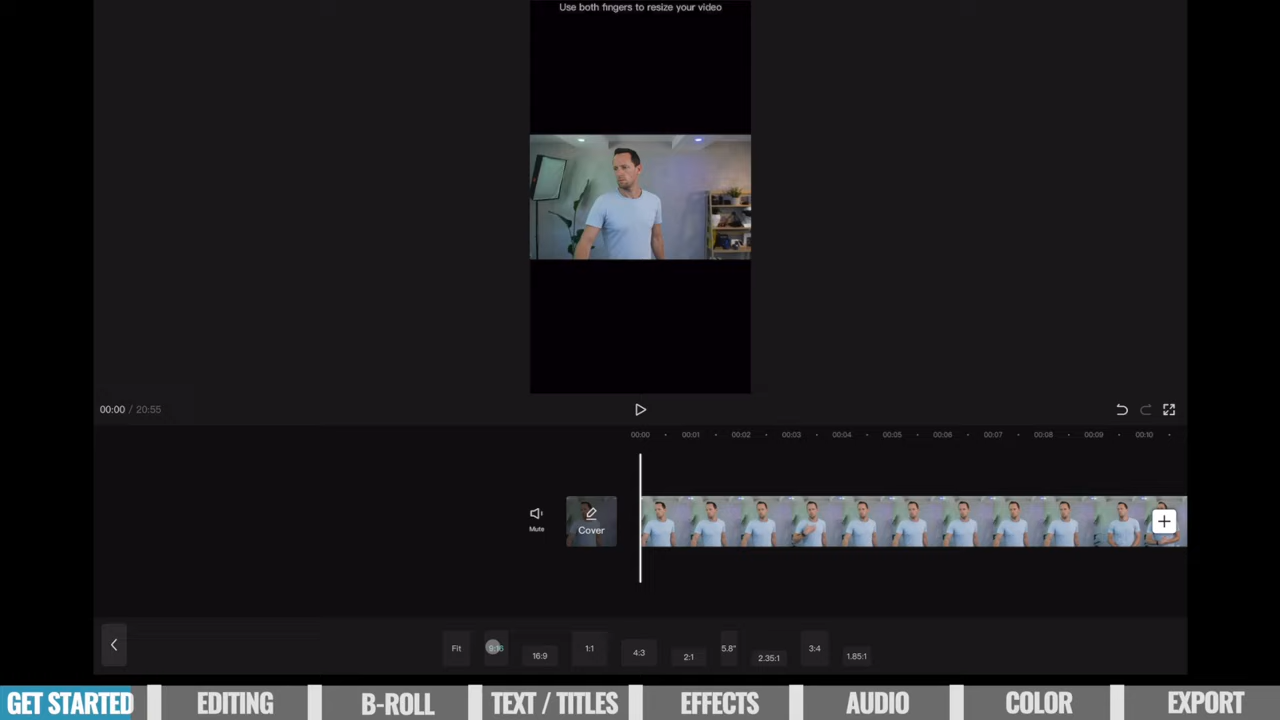 Use both fingers to resize your video
00:00 / 20:55
00:00 00:01 00:02 00:03 00:04 00:05 00:06 00:07 00:08 00:09 00:10
Mute
Cover
Fit 9:16 16:9 1:1 4:3 2:1 5.8" 2.35:1 3:4 1.85:1
GET STARTED EDITING B-ROLL TEXT / TITLES EFFECTS AUDIO COLOR EXPORT